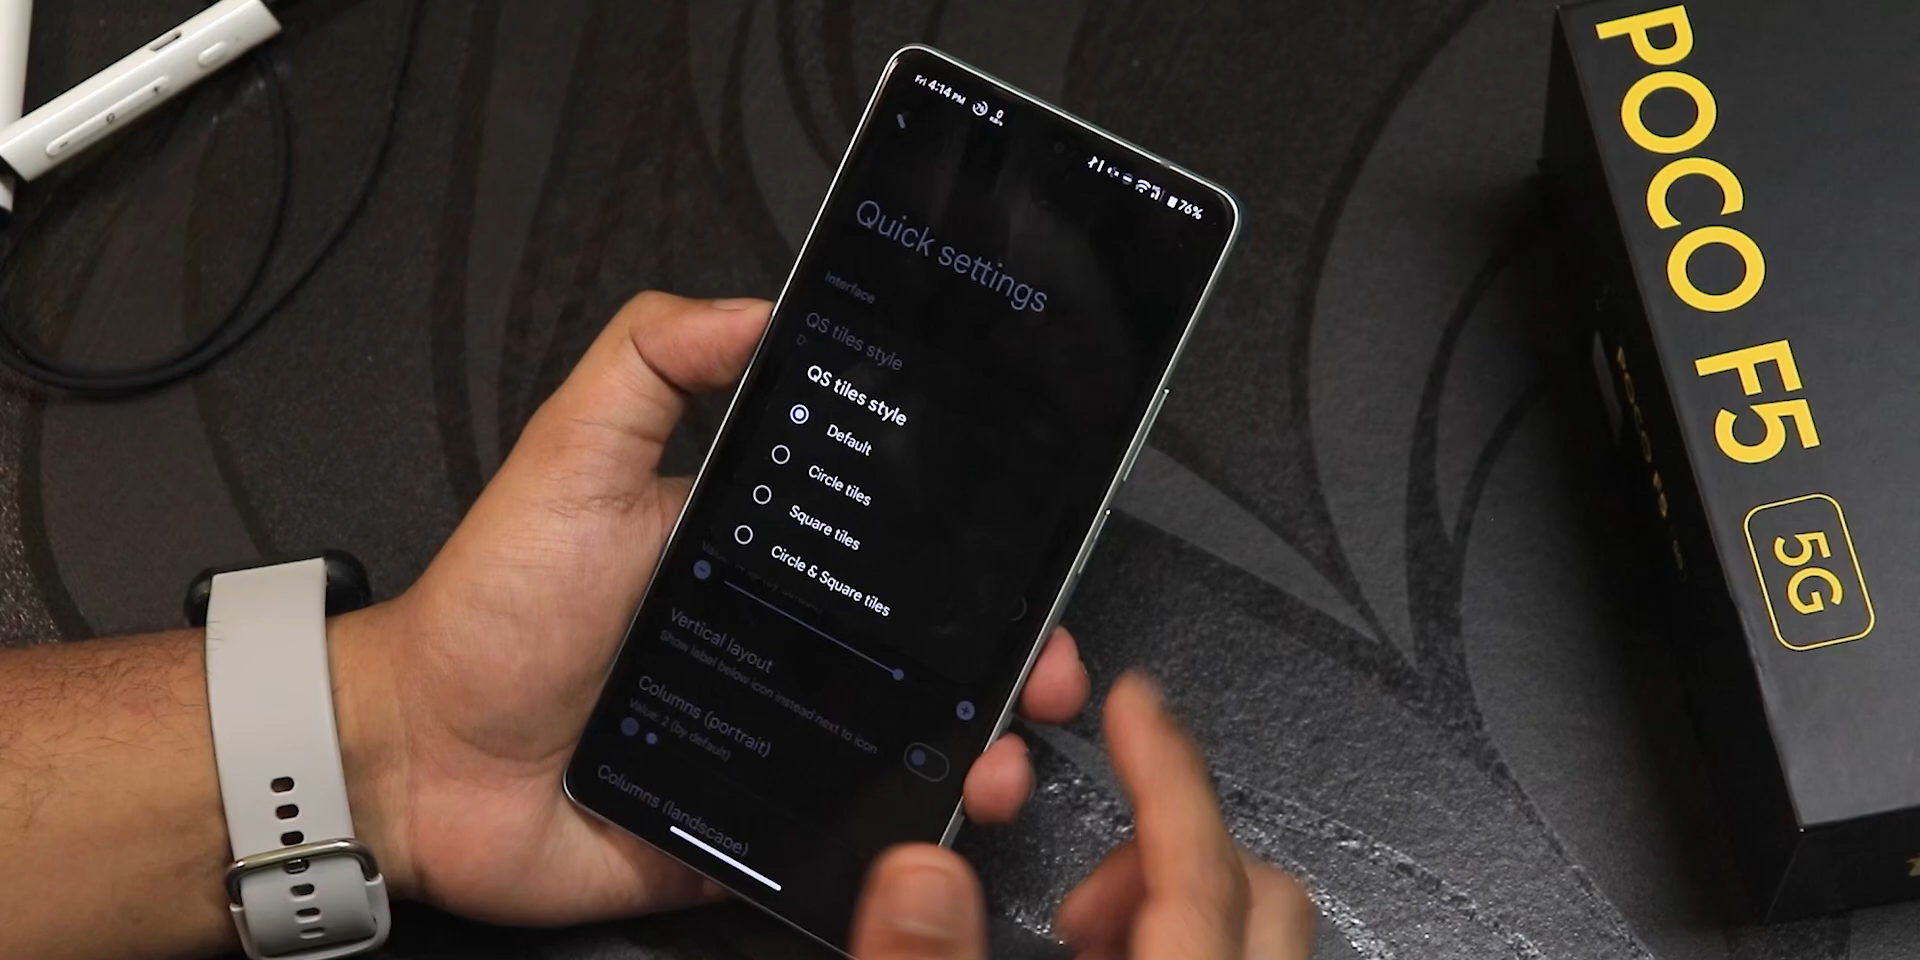 Fri 4:14 PM
76%
Quick settings
Interface
QS tiles style
QS tiles style
Default
Circle tiles
Square tiles
Circle & Square tiles
Vertical layout
Show label below icon instead next to icon
Columns (portrait)
Value: 2 (by default)
Columns (landscape)
POCO F5
5G